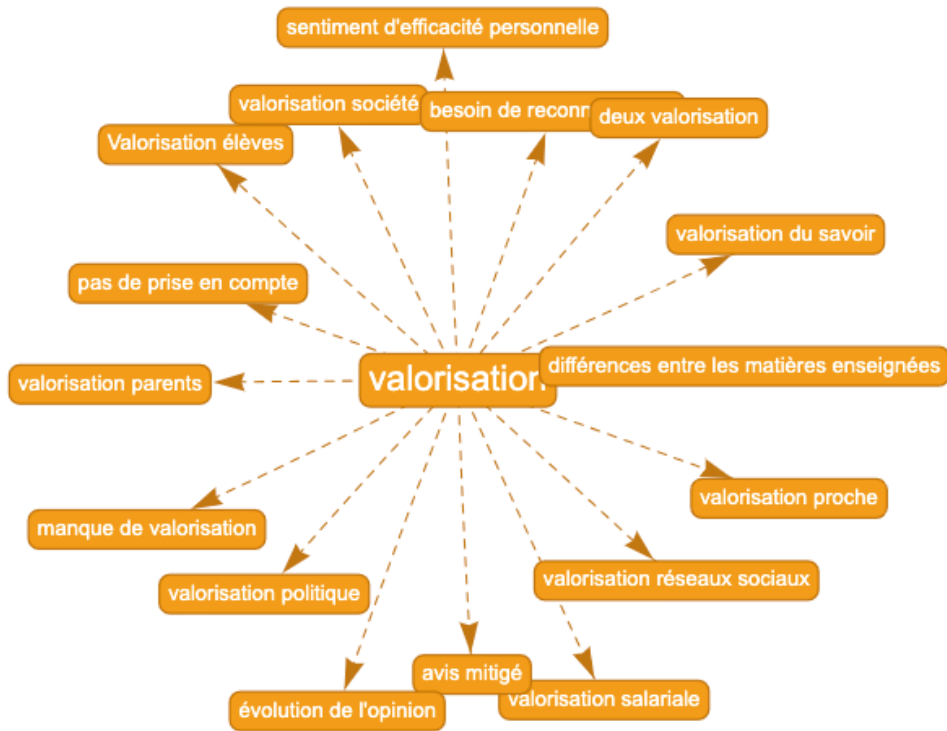 sentiment d'efficacité personnelle
valorisation société
besoin de reconn
deux valorisation
Valorisation élèves
valorisation du savoir
pas de prise en compte
différences entre les matières enseignées
valorisation
valorisation parents
valorisation proche
manque de valorisation
valorisation réseaux sociaux
valorisation politique
avis mitigé
valorisation salariale
évolution de l'opinion